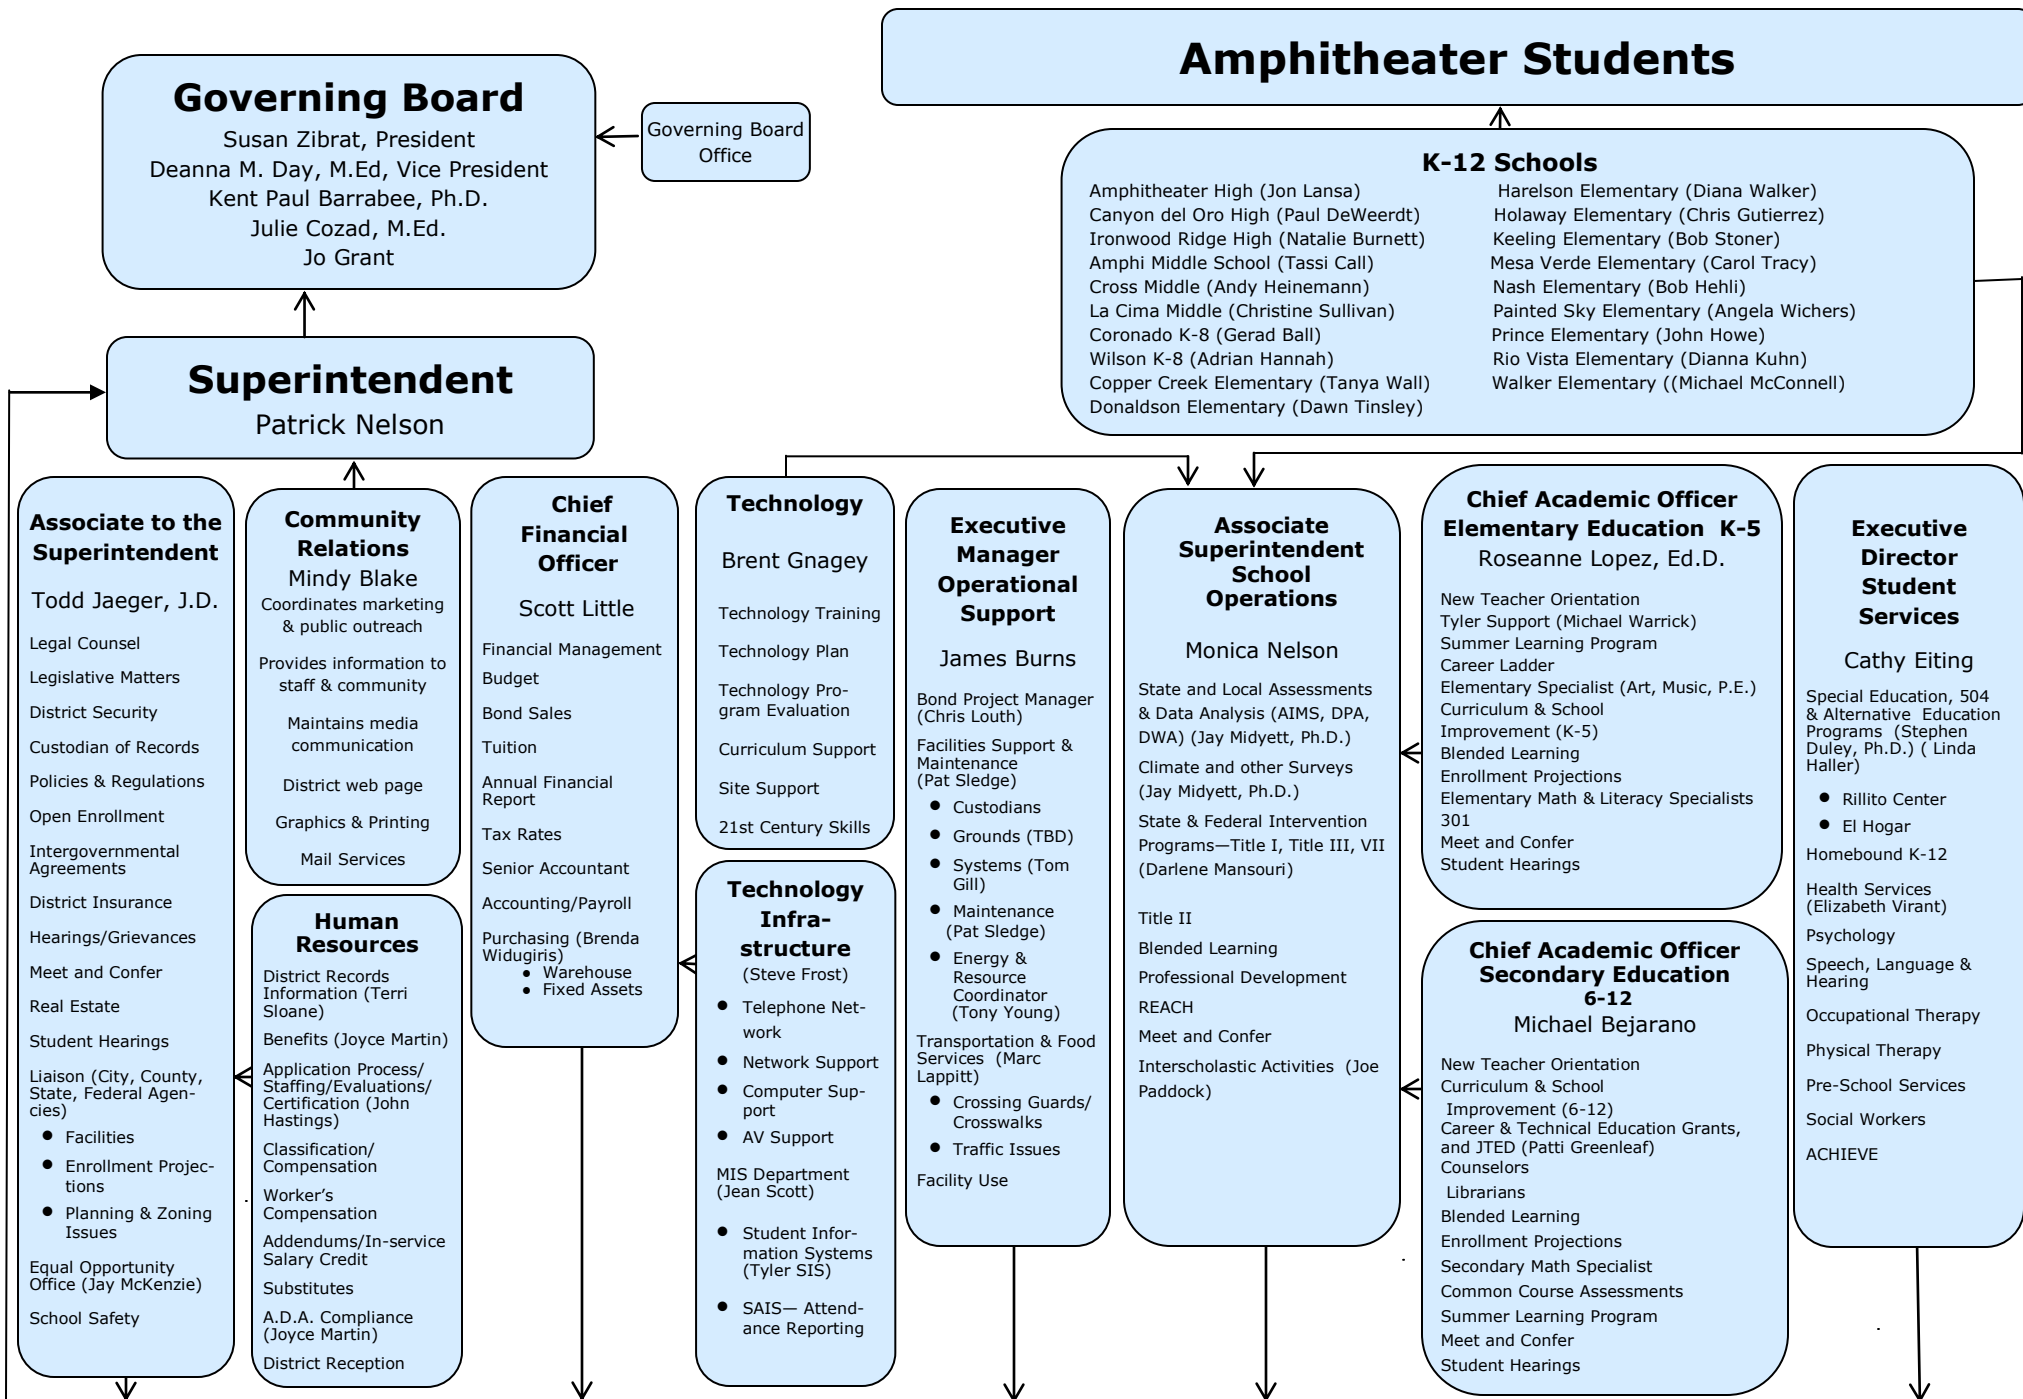 Amphitheater Students
Governing Board
Susan Zibrat, President
Deanna M. Day, M.Ed, Vice President
Kent Paul Barrabee, Ph.D.
Julie Cozad, M.Ed.
Jo Grant
Governing Board
Office
K-12 Schools
Amphitheater High (Jon Lansa)
Canyon del Oro High (Paul DeWeerdt)
Ironwood Ridge High (Natalie Burnett)
Amphi Middle School (Tassi Call)
Cross Middle (Andy Heinemann)
La Cima Middle (Christine Sullivan)
Coronado K-8 (Gerad Ball)
Wilson K-8 (Adrian Hannah)
Copper Creek Elementary (Tanya Wall)
Donaldson Elementary (Dawn Tinsley)
Harelson Elementary (Diana Walker)
Holaway Elementary (Chris Gutierrez)
Keeling Elementary (Bob Stoner)
Mesa Verde Elementary (Carol Tracy)
Nash Elementary (Bob Hehli)
Painted Sky Elementary (Angela Wichers)
Prince Elementary (John Howe)
Rio Vista Elementary (Dianna Kuhn)
Walker Elementary ((Michael McConnell)
Superintendent
Patrick Nelson
Associate to the
Superintendent
Todd Jaeger, J.D.
Legal Counsel
Legislative Matters
District Security
Custodian of Records
Policies & Regulations
Open Enrollment
Intergovernmental
Agreements
District Insurance
Hearings/Grievances
Meet and Confer
Real Estate
Student Hearings
Liaison (City, County,
State, Federal Agen-
cies)
● Facilities
● Enrollment Projec-
tions
● Planning & Zoning
Issues
Equal Opportunity
Office (Jay McKenzie)
School Safety
Community
Relations
Mindy Blake
Coordinates marketing
& public outreach
Provides information to
staff & community
Maintains media
communication
District web page
Graphics & Printing
Mail Services
Human
Resources
District Records
Information (Terri
Sloane)
Benefits (Joyce Martin)
Application Process/
Staffing/Evaluations/
Certification (John
Hastings)
Classification/
Compensation
Worker's
Compensation
Addendums/In-service
Salary Credit
Substitutes
A.D.A. Compliance
(Joyce Martin)
District Reception
Chief
Financial
Officer
Scott Little
Financial Management
Budget
Bond Sales
Tuition
Annual Financial
Report
Tax Rates
Senior Accountant
Accounting/Payroll
Purchasing (Brenda
Widugiris)
● Warehouse
● Fixed Assets
Technology
Brent Gnagey
Technology Training
Technology Plan
Technology Pro-
gram Evaluation
Curriculum Support
Site Support
21st Century Skills
Technology
Infra-
structure
(Steve Frost)
● Telephone Net-
work
● Network Support
● Computer Sup-
port
● AV Support
MIS Department
(Jean Scott)
● Student Infor-
mation Systems
(Tyler SIS)
● SAIS— Attend-
ance Reporting
Executive
Manager
Operational
Support
James Burns
Bond Project Manager
(Chris Louth)
Facilities Support &
Maintenance
(Pat Sledge)
● Custodians
● Grounds (TBD)
● Systems (Tom
Gill)
● Maintenance
(Pat Sledge)
● Energy &
Resource
Coordinator
(Tony Young)
Transportation & Food
Services (Marc
Lappitt)
● Crossing Guards/
Crosswalks
● Traffic Issues
Facility Use
Associate
Superintendent
School
Operations
Monica Nelson
State and Local Assessments
& Data Analysis (AIMS, DPA,
DWA) (Jay Midyett, Ph.D.)
Climate and other Surveys
(Jay Midyett, Ph.D.)
State & Federal Intervention
Programs—Title I, Title III, VII
(Darlene Mansouri)
Title II
Blended Learning
Professional Development
REACH
Meet and Confer
Interscholastic Activities (Joe
Paddock)
Chief Academic Officer
Elementary Education K-5
Roseanne Lopez, Ed.D.
New Teacher Orientation
Tyler Support (Michael Warrick)
Summer Learning Program
Career Ladder
Elementary Specialist (Art, Music, P.E.)
Curriculum & School
Improvement (K-5)
Blended Learning
Enrollment Projections
Elementary Math & Literacy Specialists
301
Meet and Confer
Student Hearings
Chief Academic Officer
Secondary Education
6-12
Michael Bejarano
New Teacher Orientation
Curriculum & School
Improvement (6-12)
Career & Technical Education Grants,
and JTED (Patti Greenleaf)
Counselors
Librarians
Blended Learning
Enrollment Projections
Secondary Math Specialist
Common Course Assessments
Summer Learning Program
Meet and Confer
Student Hearings
Executive
Director
Student
Services
Cathy Eiting
Special Education, 504
& Alternative Education
Programs (Stephen
Duley, Ph.D.) ( Linda
Haller)
● Rillito Center
● El Hogar
Homebound K-12
Health Services
(Elizabeth Virant)
Psychology
Speech, Language &
Hearing
Occupational Therapy
Physical Therapy
Pre-School Services
Social Workers
ACHIEVE